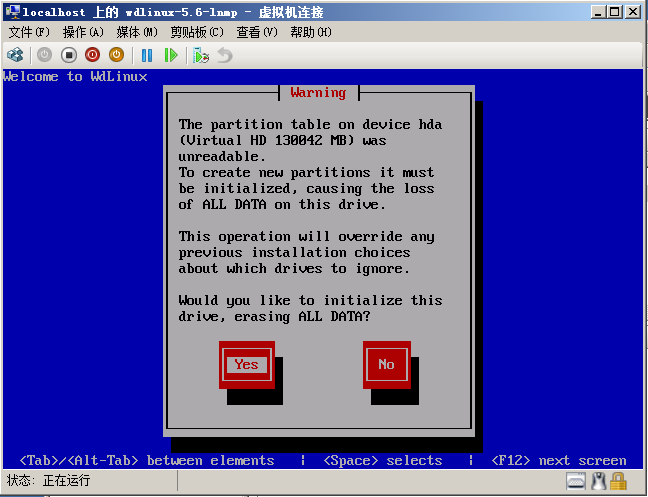 localhost 上的 wdlinux-5.6-lnmp - 虚拟机连接
文件(F) 操作(A) 媒体(M) 剪贴板(C) 查看(V) 帮助(H)
Welcome to WdLinux
Warning
The partition table on device hda
(Virtual HD 130042 MB) was
unreadable.
To create new partitions it must
be initialized, causing the loss
of ALL DATA on this drive.
This operation will override any
previous installation choices
about which drives to ignore.
Would you like to initialize this
drive, erasing ALL DATA?
Yes No
<Tab>/<Alt-Tab> between elements | <Space> selects | <F12> next screen
状态: 正在运行